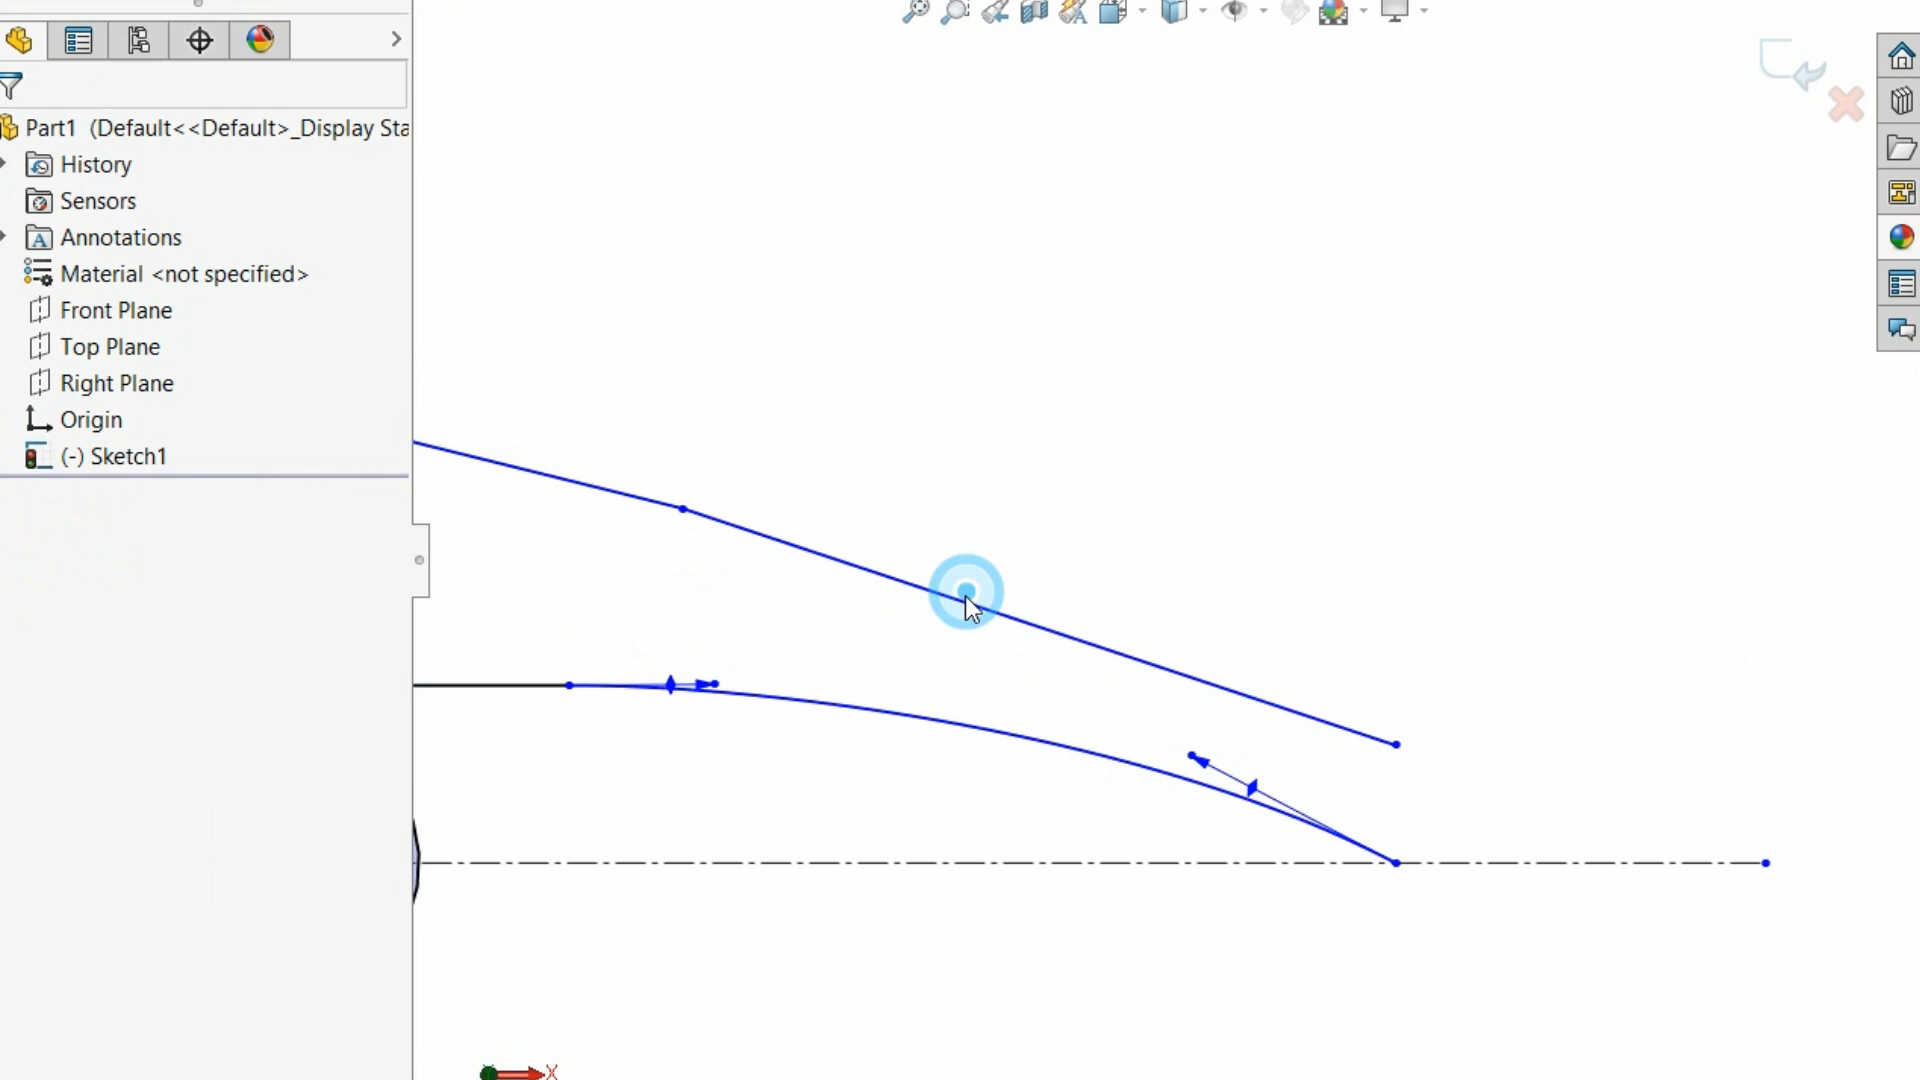 Part1 (Default<<Default>_Display Sta
History
Sensors
A Annotations
Material <not specified>
Front Plane
Top Plane
Right Plane
Origin
(-) Sketch1
X